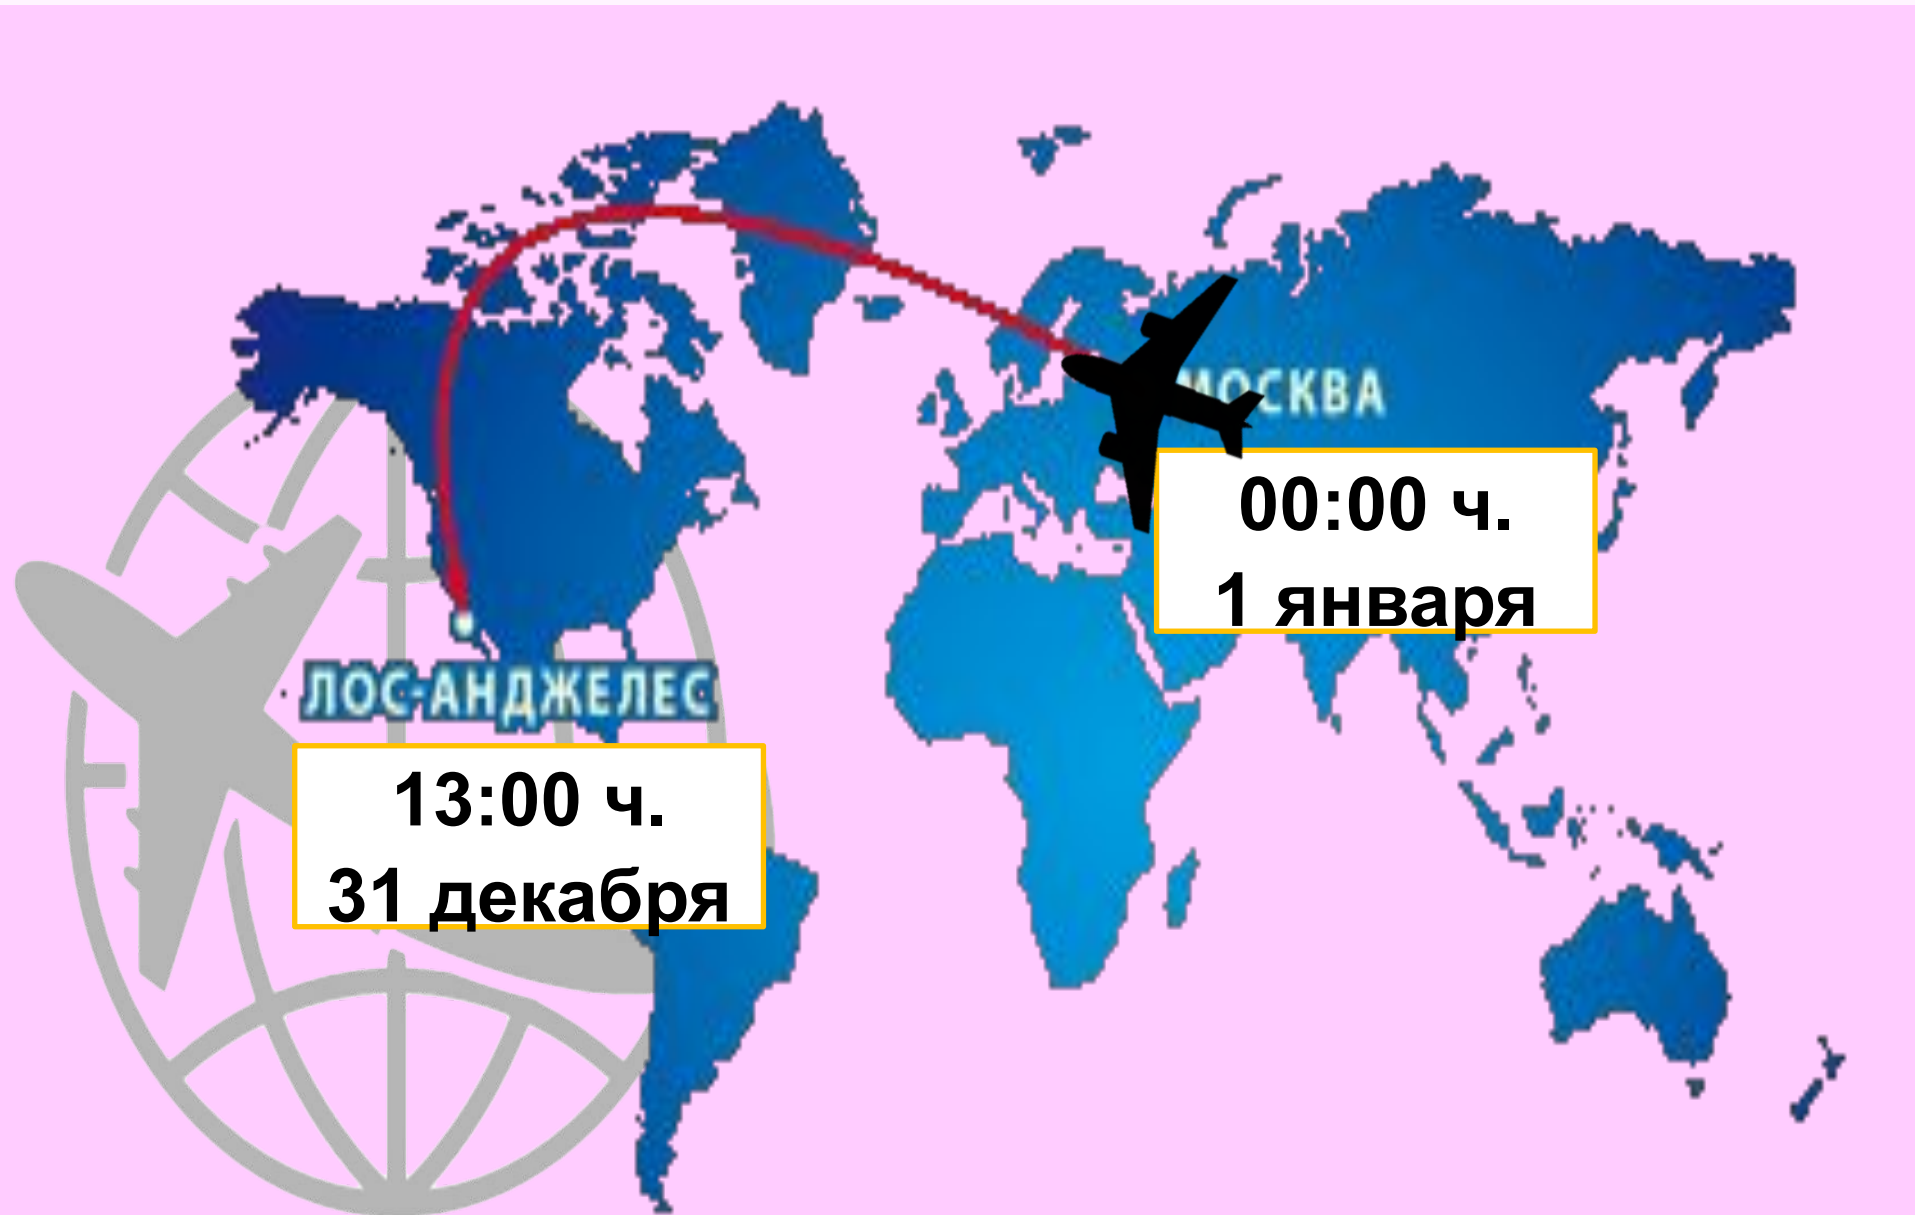 МОСКВА
00:00 ч.
1 января
ЛОС-АНДЖЕЛЕС
13:00 ч.
31 декабря